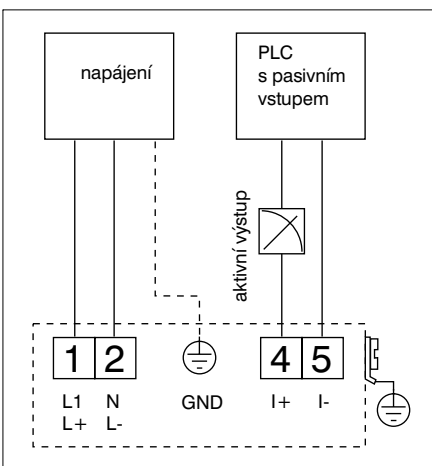 napájení
PLC
s pasivním
vstupem
aktivní výstup
1 2 4 5
L1 N GND I+ I-
L+ L-